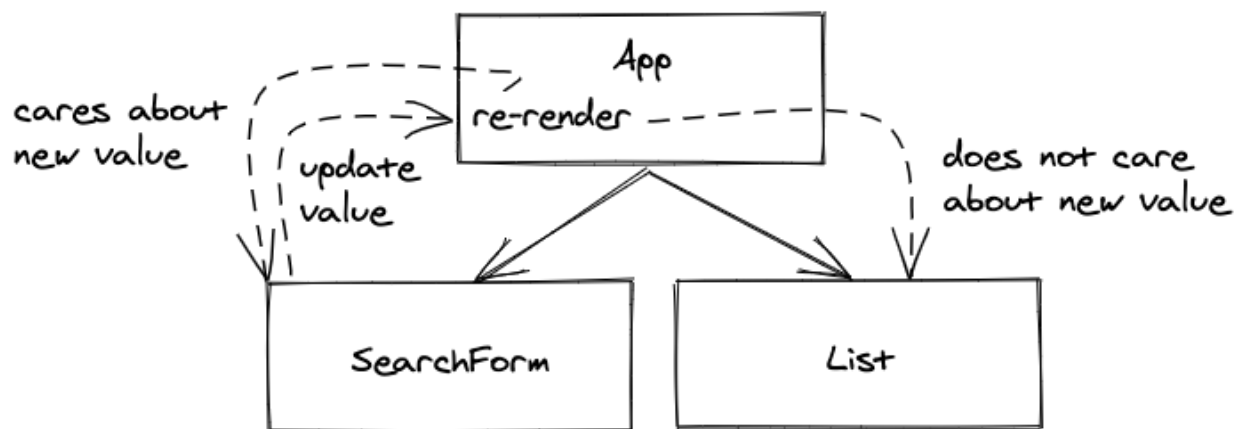 App
cares about
new value
re-render
update
value
does not care
about new value
SearchForm
List